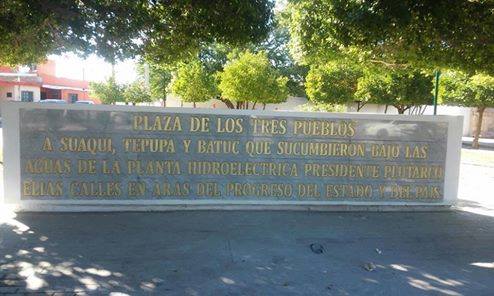 PLAZA DE LOS TRES PUEBLOS
A SUAQUI, TEPUPA Y BATUC QUE SUCUMBIERON BAJO LAS
AGUAS DE LA PLANTA HIDROELECTRICA PRESIDENTE PLUTARCO
ELIAS CALLES EN ARAS DEL PROGRESO DEL ESTADO Y DEL PAIS.